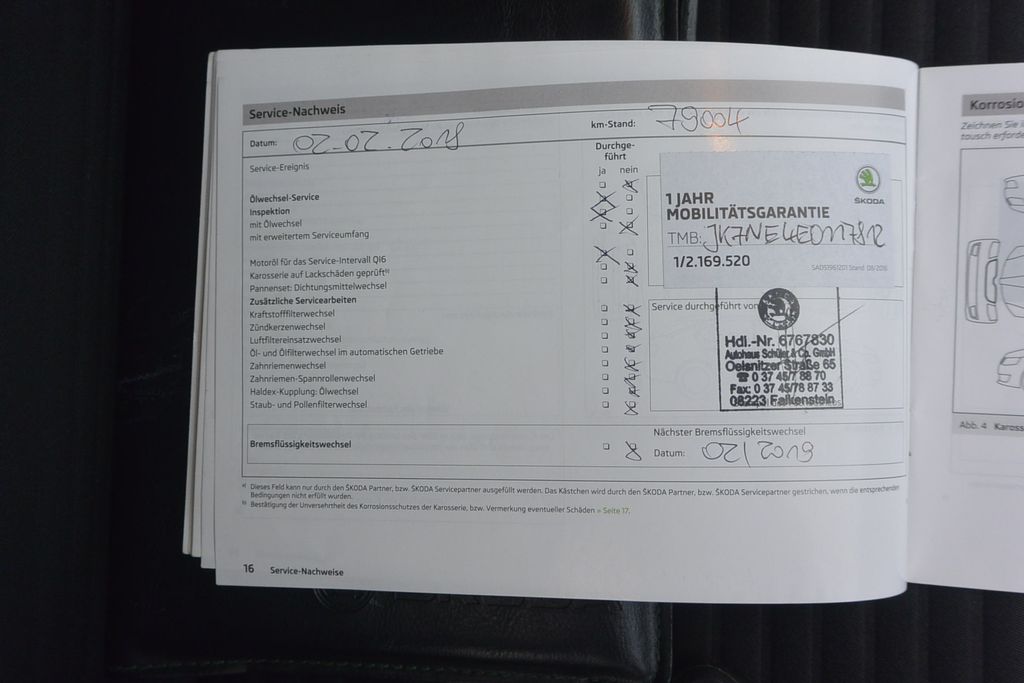 Service-Nachweis
Datum: 02.02.2018
km-Stand: 79004
Service-Ereignis
Durchge-
führt
ja nein
Ölwechsel-Service
Inspektion
mit Ölwechsel
mit erweitertem Serviceumfang
Motoröl für das Service-Intervall QI6
Karosserie auf Lackschäden geprüft b)
Pannenset: Dichtungsmittelwechsel
Zusätzliche Servicearbeiten
Kraftstofffilterwechsel
Zündkerzenwechsel
Luftfiltereinsatzwechsel
Öl- und Ölfilterwechsel im automatischen Getriebe
Zahnriemenwechsel
Zahnriemen-Spannrollenwechsel
Haldex-Kupplung: Ölwechsel
Staub- und Pollenfilterwechsel
ŠKODA
1 JAHR
MOBILITÄTSGARANTIE
TMB:
1/2.169.520
Service durchgeführt von
Hdl.-Nr. 6767830
Autohaus Schüler & Co. GmbH
Oelsnitzer Straße 65
☎ 0 37 45/7 88 70
Fax: 0 37 45/78 87 33
08223 Falkenstein
Bremsflüssigkeitswechsel
Nächster Bremsflüssigkeitswechsel
Datum: 02/2019
a) Dieses Feld kann nur durch den ŠKODA Partner, bzw. ŠKODA Servicepartner ausgefüllt werden. Das Kästchen wird durch den ŠKODA Partner, bzw. ŠKODA Servicepartner gestrichen, wenn die entsprechenden
Bedingungen nicht erfüllt wurden.
b) Bestätigung der Unversehrtheit des Korrosionsschutzes der Karosserie, bzw. Vermerkung eventueller Schäden » Seite 17.
16 Service-Nachweise
Korrosio
Zeichnen Sie
tausch erforde
Abb. 4 Kaross